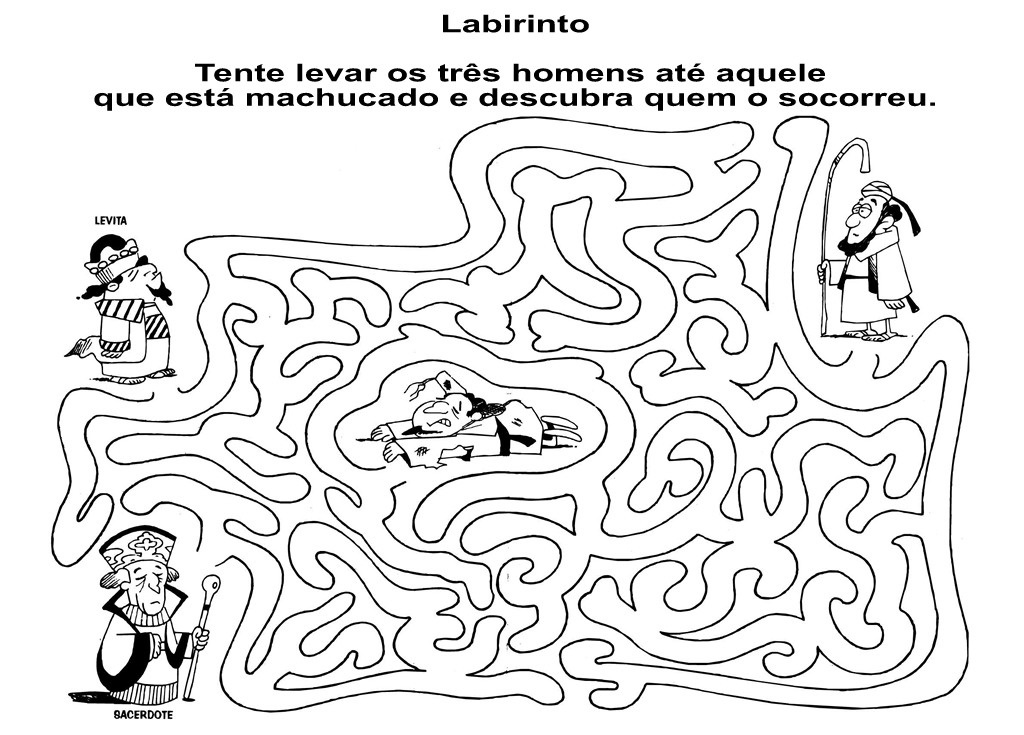 Labirinto
Tente levar os três homens até aquele
que está machucado e descubra quem o socorreu.
LEVITA
SACERDOTE